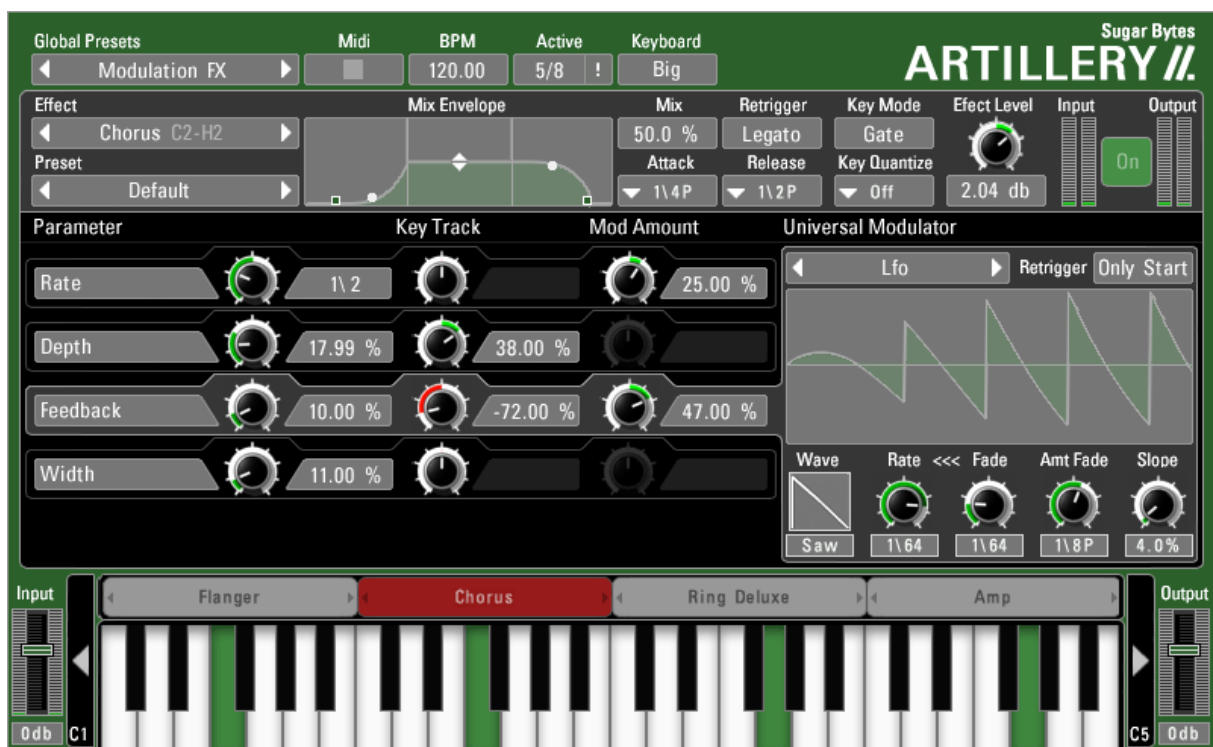 Sugar Bytes
ARTILLERY //.
Global Presets Midi BPM Active Keyboard
Modulation FX 120.00 5/8 ! Big
Effect Mix Envelope Mix Retrigger Key Mode Efect Level Input Output
Chorus C2-H2 50.0 % Legato Gate On
Preset Attack Release Key Quantize
Default 1\4P 1\2P Off 2.04 db
Parameter Key Track Mod Amount Universal Modulator
Rate 1\ 2 25.00 % Lfo Retrigger Only Start
Depth 17.99 % 38.00 %
Feedback 10.00 % -72.00 % 47.00 %
Width 11.00 % Wave Rate <<< Fade Amt Fade Slope
Saw 1\64 1\64 1\8P 4.0%
Input Flanger Chorus Ring Deluxe Amp Output
0db C1 C5 0db